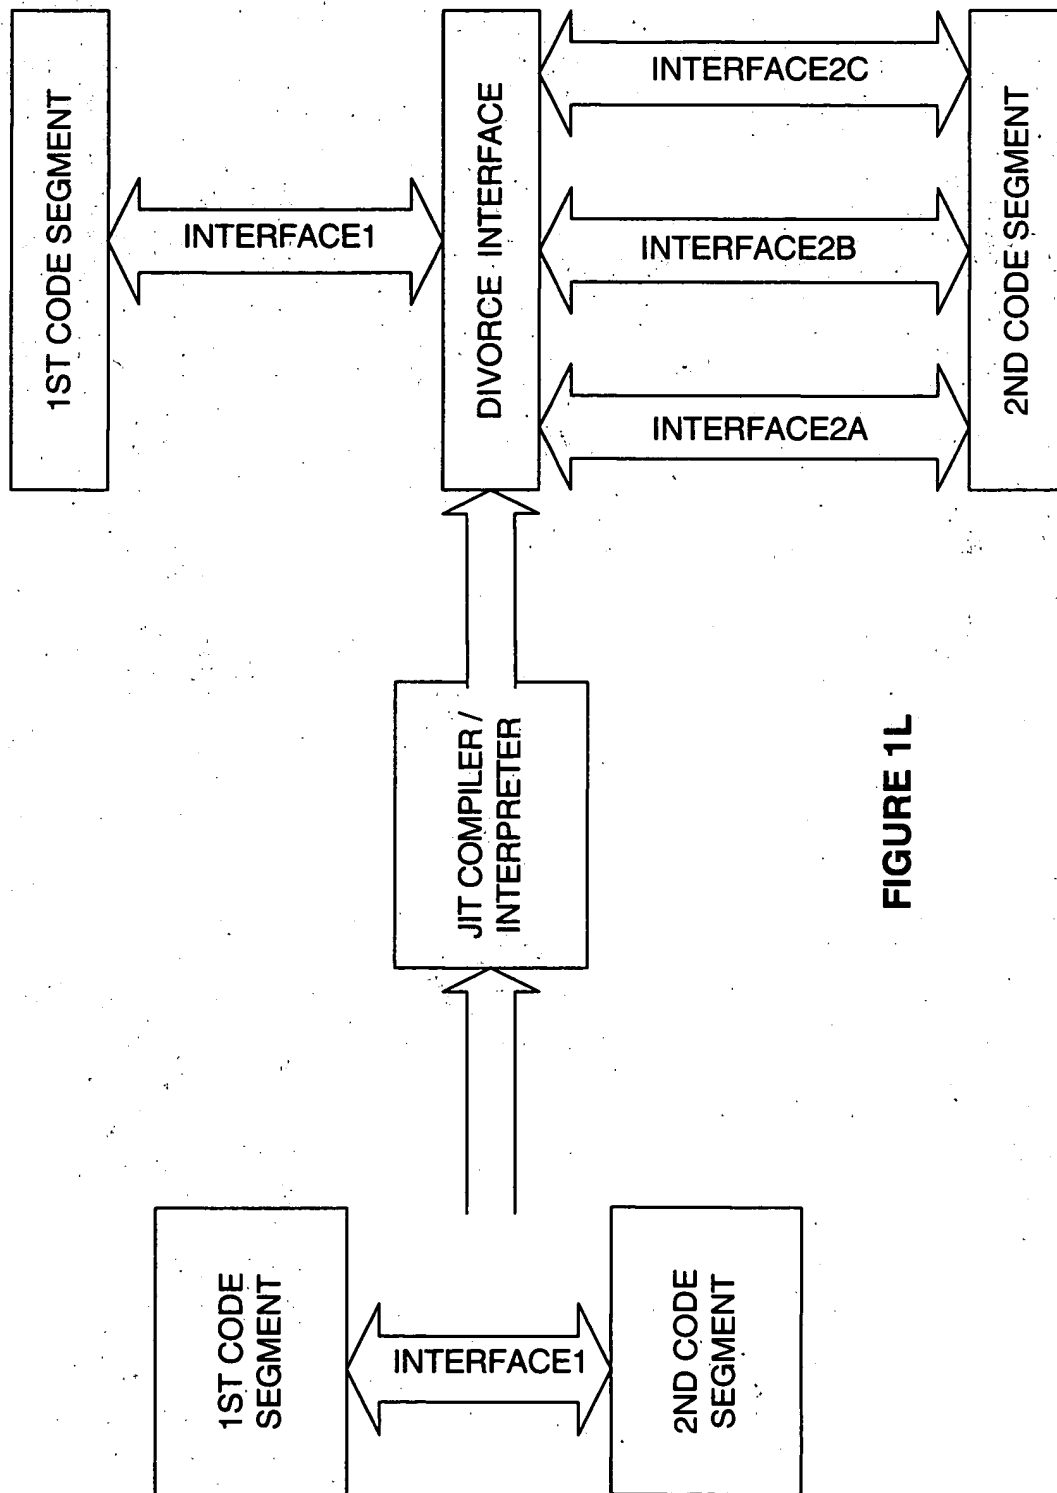 1ST CODE
SEGMENT
INTERFACE1
2ND CODE
SEGMENT
JIT COMPILER /
INTERPRETER
1ST CODE SEGMENT
INTERFACE1
DIVORCE INTERFACE
INTERFACE2A
INTERFACE2B
INTERFACE2C
2ND CODE SEGMENT
FIGURE 1L